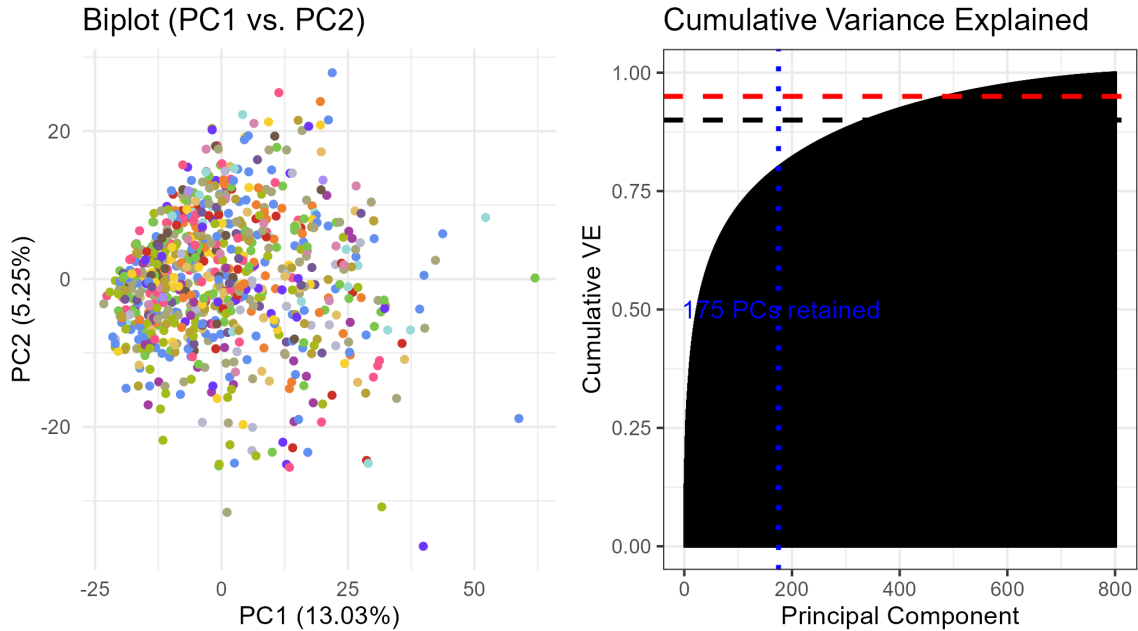 Biplot (PC1 vs. PC2)
20
0
-20
-25
0
25
50
PC1 (13.03%)
PC2 (5.25%)
Cumulative Variance Explained
1.00
0.75
0.50
0.25
0.00
175 PCs retained
0
200
400
600
800
Principal Component
Cumulative VE